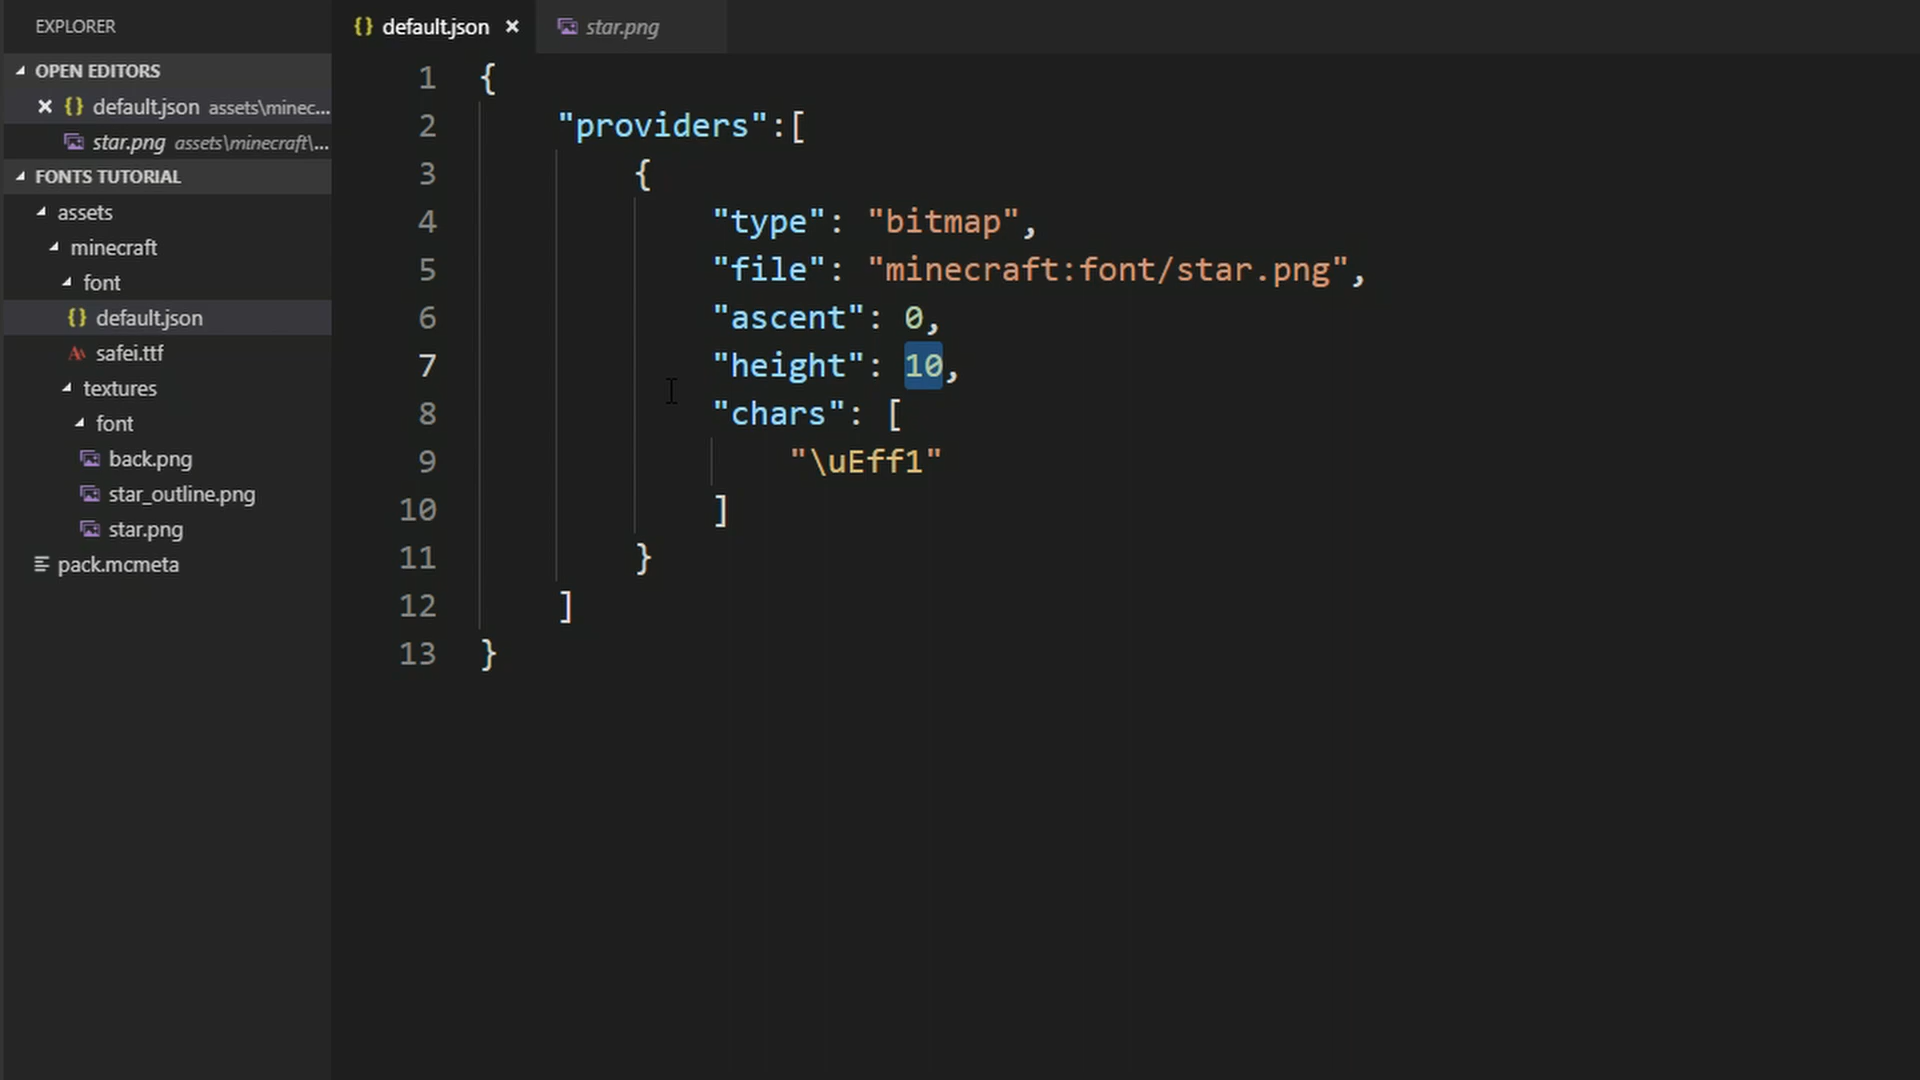 EXPLORER
OPEN EDITORS
default.json assets\minec...
star.png assets\minecraft\...
FONTS TUTORIAL
assets
minecraft
font
default.json
safei.ttf
textures
font
back.png
star_outline.png
star.png
pack.mcmeta
default.json
star.png
1 {
2 "providers":[
3 {
4 "type": "bitmap",
5 "file": "minecraft:font/star.png",
6 "ascent": 0,
7 "height": 10,
8 "chars": [
9 "\uEff1"
10 ]
11 }
12 ]
13 }